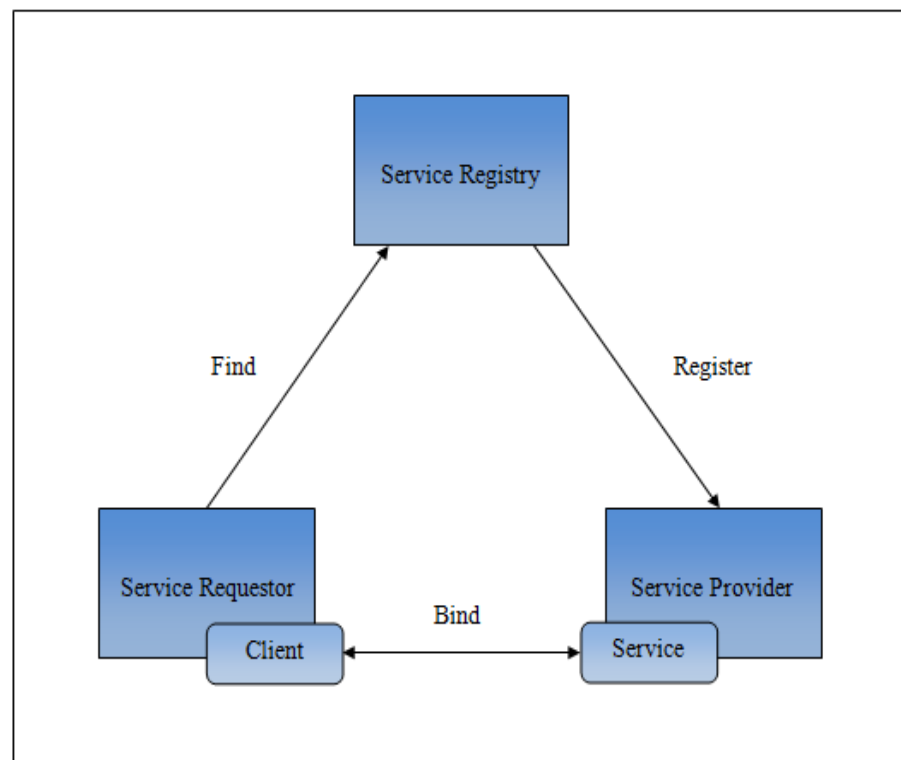 Service Registry
Find
Register
Service Requestor
Service Provider
Bind
Client
Service